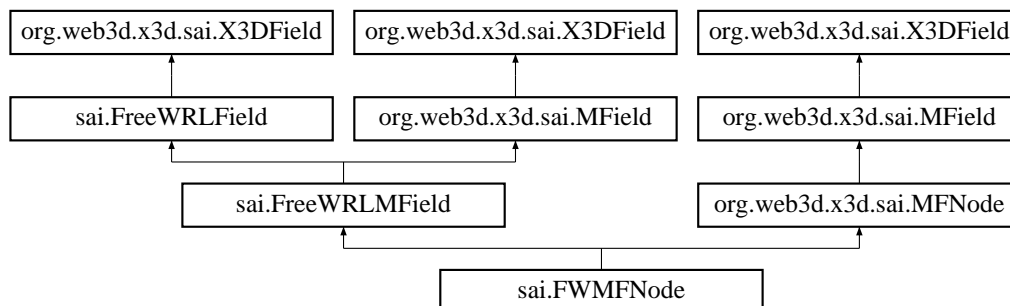 org.web3d.x3d.sai.X3DField org.web3d.x3d.sai.X3DField org.web3d.x3d.sai.X3DField
sai.FreeWRLField org.web3d.x3d.sai.MField org.web3d.x3d.sai.MField
sai.FreeWRLMField org.web3d.x3d.sai.MFNode
sai.FWMFNode